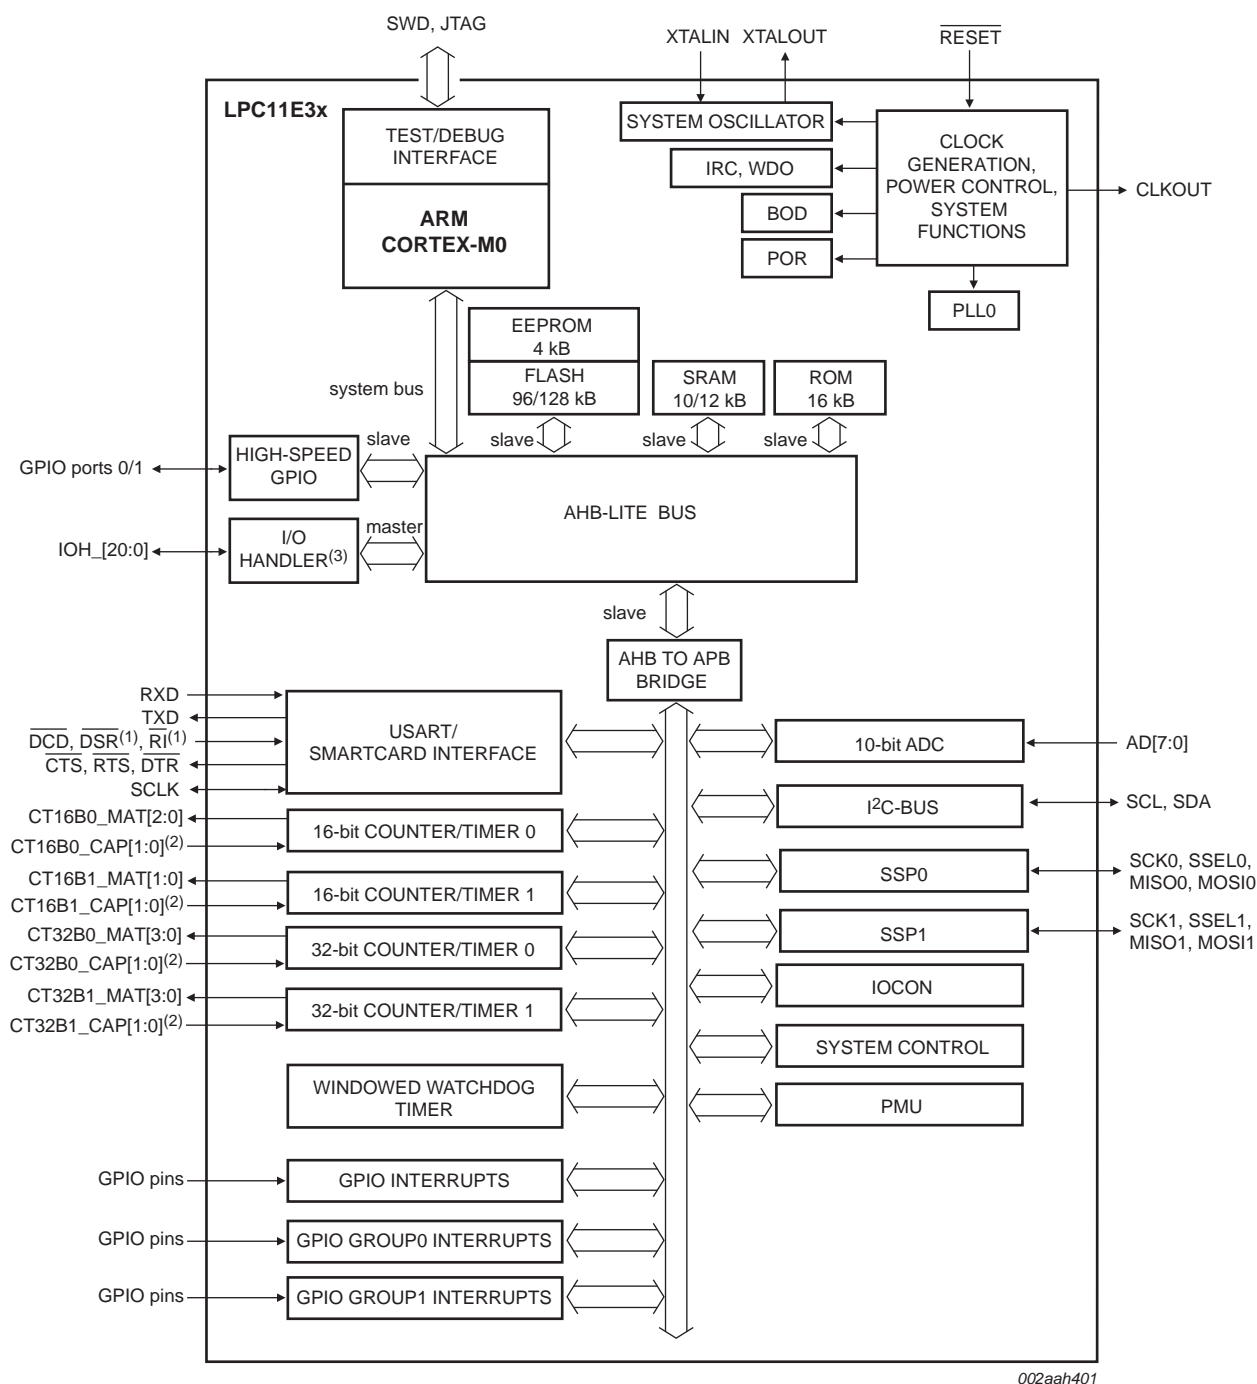 SWD, JTAG
XTALIN XTALOUT
RESET
LPC11E3x
TEST/DEBUG
INTERFACE
ARM
CORTEX-M0
SYSTEM OSCILLATOR
IRC, WDO
BOD
POR
CLOCK
GENERATION,
POWER CONTROL,
SYSTEM
FUNCTIONS
CLKOUT
PLL0
system bus
EEPROM
4 kB
FLASH
96/128 kB
SRAM
10/12 kB
ROM
16 kB
slave
slave
slave
slave
GPIO ports 0/1
HIGH-SPEED
GPIO
IOH_[20:0]
I/O
HANDLER(3)
master
AHB-LITE BUS
slave
AHB TO APB
BRIDGE
RXD
TXD
DCD, DSR(1), RI(1)
CTS, RTS, DTR
SCLK
USART/
SMARTCARD INTERFACE
CT16B0_MAT[2:0]
CT16B0_CAP[1:0](2)
16-bit COUNTER/TIMER 0
CT16B1_MAT[1:0]
CT16B1_CAP[1:0](2)
16-bit COUNTER/TIMER 1
CT32B0_MAT[3:0]
CT32B0_CAP[1:0](2)
32-bit COUNTER/TIMER 0
CT32B1_MAT[3:0]
CT32B1_CAP[1:0](2)
32-bit COUNTER/TIMER 1
WINDOWED WATCHDOG
TIMER
GPIO pins
GPIO INTERRUPTS
GPIO pins
GPIO GROUP0 INTERRUPTS
GPIO pins
GPIO GROUP1 INTERRUPTS
10-bit ADC
AD[7:0]
I2C-BUS
SCL, SDA
SSP0
SCK0, SSEL0,
MISO0, MOSI0
SSP1
SCK1, SSEL1,
MISO1, MOSI1
IOCON
SYSTEM CONTROL
PMU
002aah401